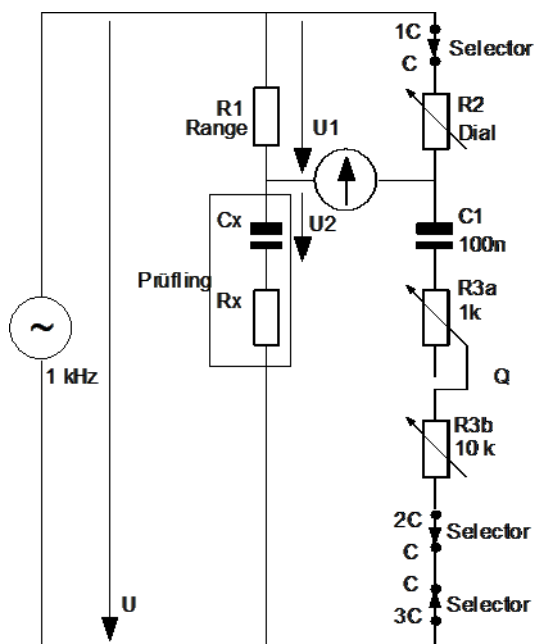 1C
Selector
C
R1
Range
R2
Dial
U1
Cx
U2
C1
100n
Prüfling
Rx
R3a
1k
~
1 kHz
Q
R3b
10 k
2C
Selector
C
C
Selector
3C
U